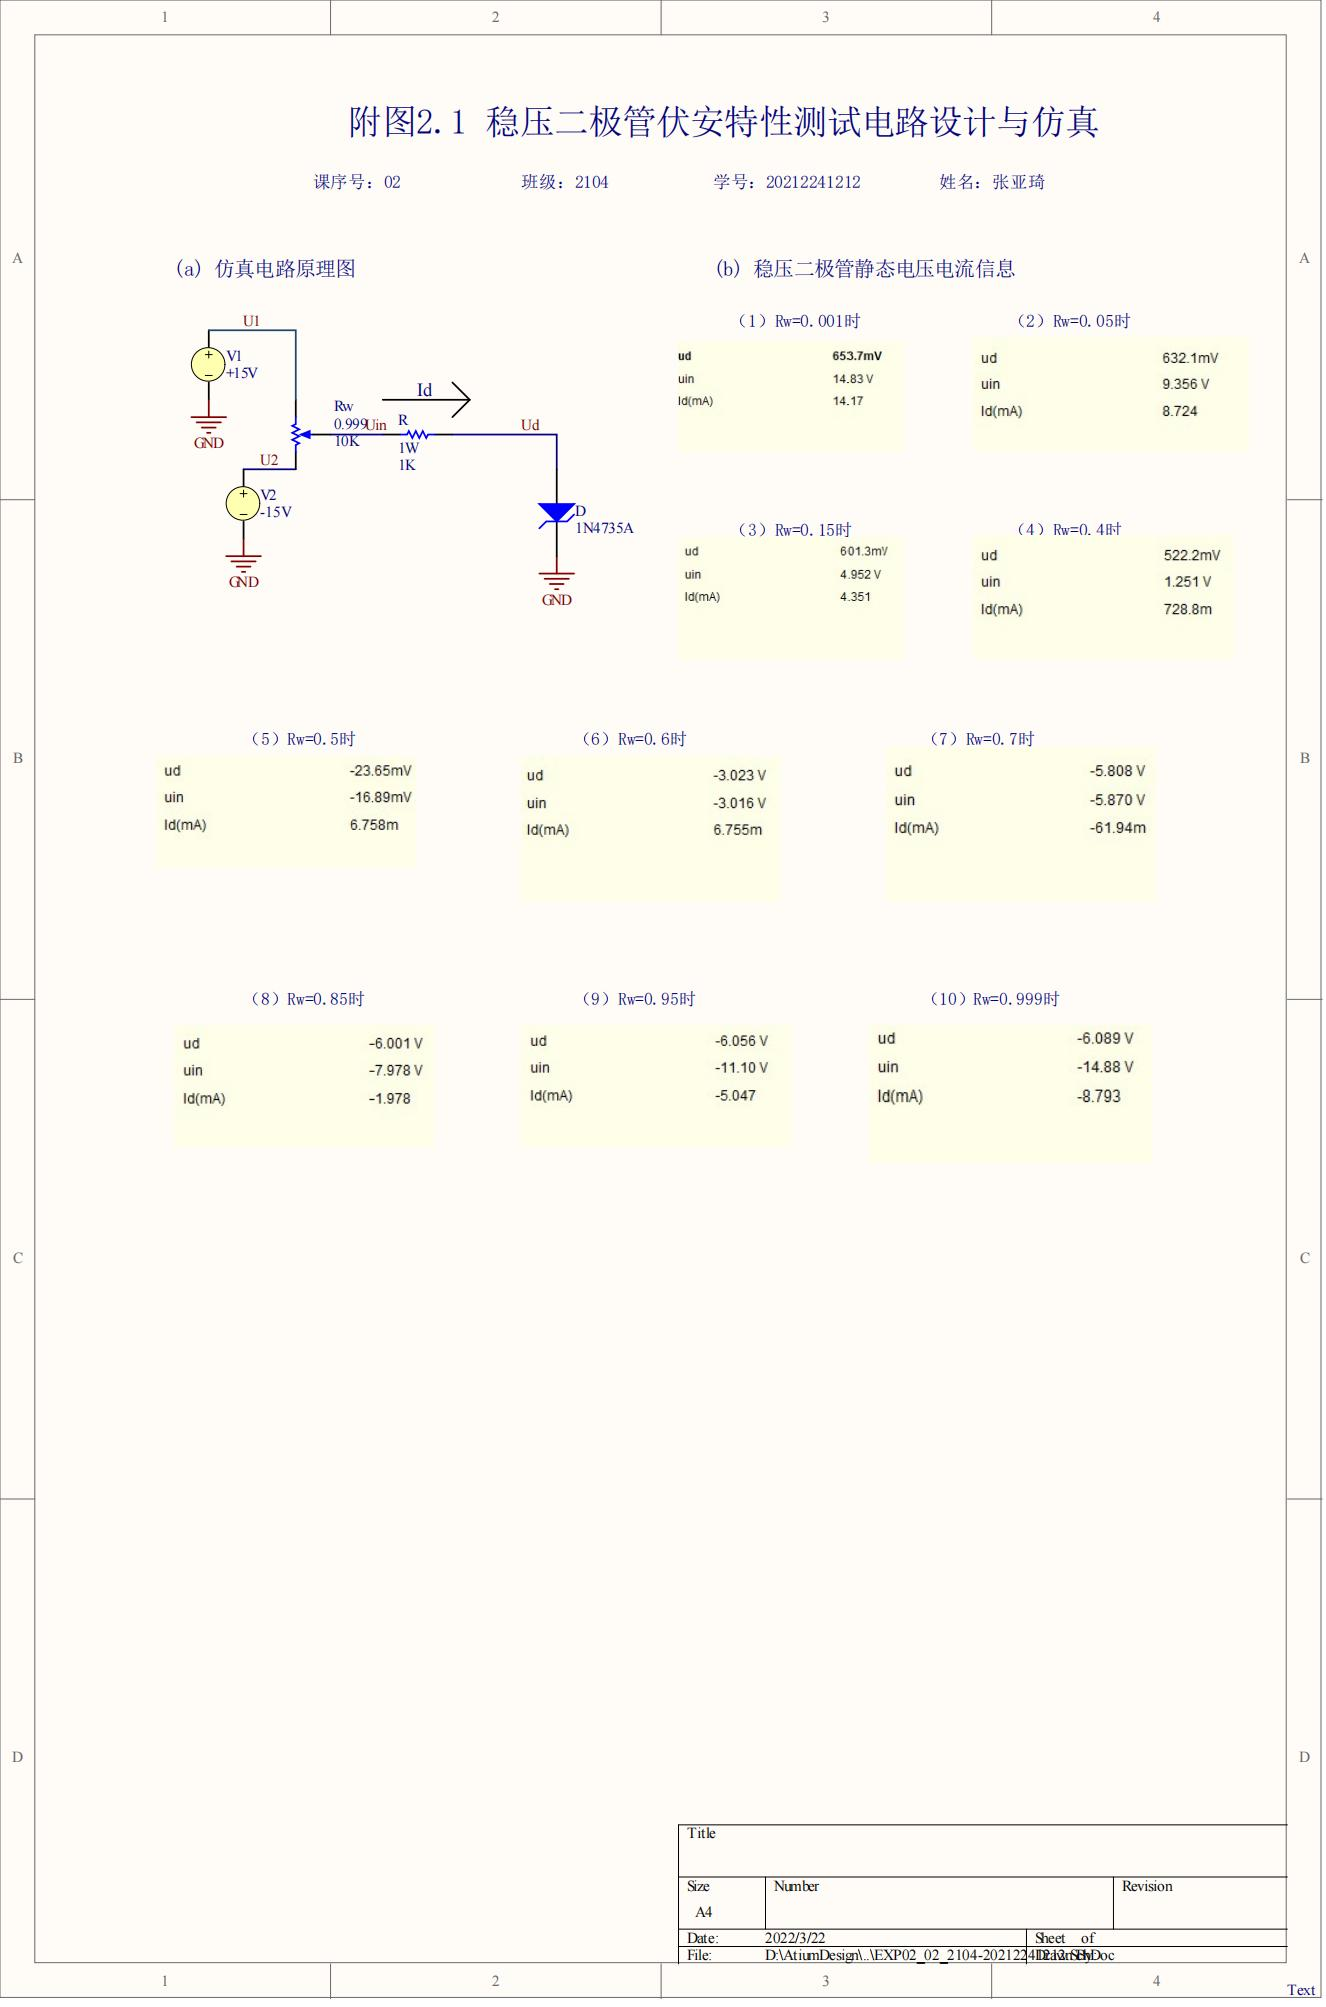 1 2 3 4
附图2.1 稳压二极管伏安特性测试电路设计与仿真
课序号: 02 班级: 2104 学号: 20212241212 姓名: 张亚琦
A A
(a) 仿真电路原理图 (b) 稳压二极管静态电压电流信息
U1
V1
+15V
GND
U2
V2
-15V
GND
Rw
0.999
10K
Uin
R
1W
1K
Id
Ud
D
1N4735A
GND
(1) Rw=0.001时
ud 653.7mV
uin 14.83 V
Id(mA) 14.17
(2) Rw=0.05时
ud 632.1mV
uin 9.356 V
Id(mA) 8.724
(3) Rw=0.15时
ud 601.3mV
uin 4.952 V
Id(mA) 4.351
(4) Rw=0.4时
ud 522.2mV
uin 1.251 V
Id(mA) 728.8m
B B
(5) Rw=0.5时
ud -23.65mV
uin -16.89mV
Id(mA) 6.758m
(6) Rw=0.6时
ud -3.023 V
uin -3.016 V
Id(mA) 6.755m
(7) Rw=0.7时
ud -5.808 V
uin -5.870 V
Id(mA) -61.94m
(8) Rw=0.85时
ud -6.001 V
uin -7.978 V
Id(mA) -1.978
(9) Rw=0.95时
ud -6.056 V
uin -11.10 V
Id(mA) -5.047
(10) Rw=0.999时
ud -6.089 V
uin -14.88 V
Id(mA) -8.793
C C
D D
Title
Size Number Revision
A4
Date: 2022/3/22 Sheet of
File: D:\AtiumDesign\..\EXP02_02_2104-20212241212.SchDoc
1 2 3 4
Text